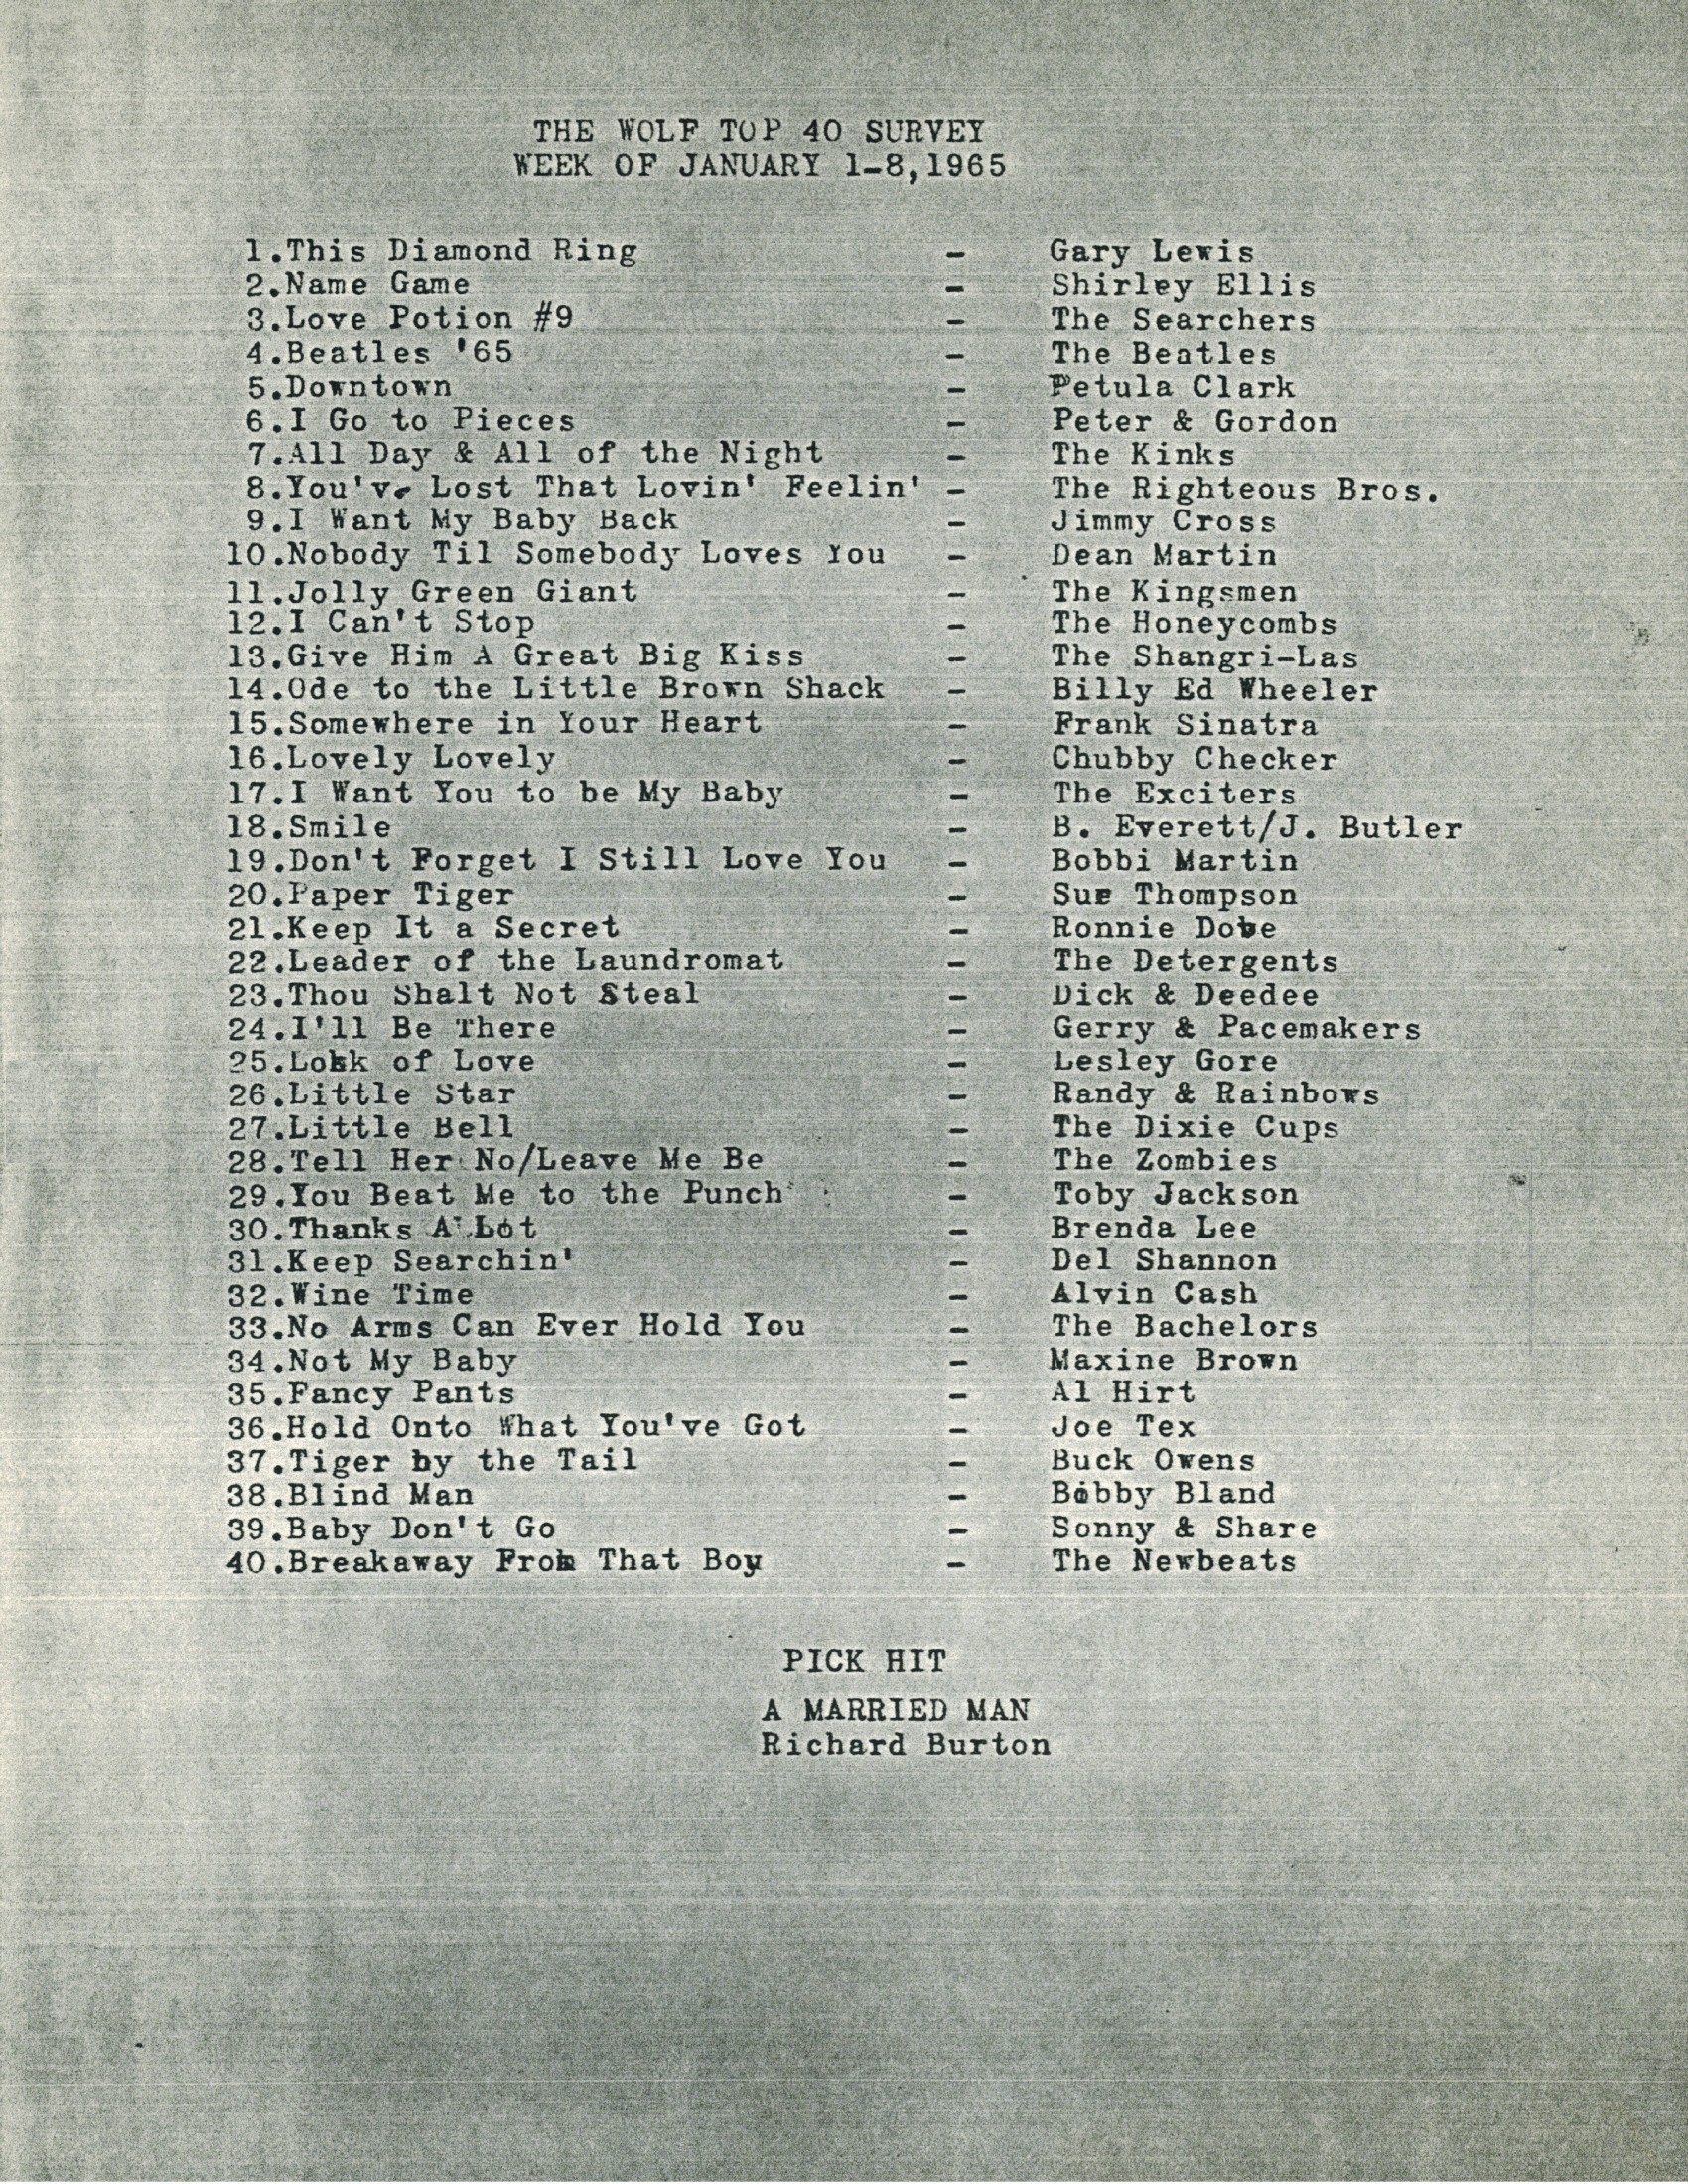 THE WOLF TOP 40 SURVEY
WEEK OF JANUARY 1-8,1965
1.This Diamond Ring - Gary Lewis
2.Name Game - Shirley Ellis
3.Love Potion #9 - The Searchers
4.Beatles '65 - The Beatles
5.Downtown - Petula Clark
6.I Go to Pieces - Peter & Gordon
7.All Day & All of the Night - The Kinks
8.You've Lost That Lovin' Feelin' - The Righteous Bros.
9.I Want My Baby Back - Jimmy Cross
10.Nobody Til Somebody Loves You - Dean Martin
11.Jolly Green Giant - The Kingsmen
12.I Can't Stop - The Honeycombs
13.Give Him A Great Big Kiss - The Shangri-Las
14.Ode to the Little Brown Shack - Billy Ed Wheeler
15.Somewhere in Your Heart - Frank Sinatra
16.Lovely Lovely - Chubby Checker
17.I Want You to be My Baby - The Exciters
18.Smile - B. Everett/J. Butler
19.Don't Forget I Still Love You - Bobbi Martin
20.Paper Tiger - Sue Thompson
21.Keep It a Secret - Ronnie Dove
22.Leader of the Laundromat - The Detergents
23.Thou Shalt Not Steal - Dick & Deedee
24.I'll Be There - Gerry & Pacemakers
25.Look of Love - Lesley Gore
26.Little Star - Randy & Rainbows
27.Little Bell - The Dixie Cups
28.Tell Her No/Leave Me Be - The Zombies
29.You Beat Me to the Punch - Toby Jackson
30.Thanks A Lot - Brenda Lee
31.Keep Searchin' - Del Shannon
32.Wine Time - Alvin Cash
33.No Arms Can Ever Hold You - The Bachelors
34.Not My Baby - Maxine Brown
35.Fancy Pants - Al Hirt
36.Hold Onto What You've Got - Joe Tex
37.Tiger by the Tail - Buck Owens
38.Blind Man - Bobby Bland
39.Baby Don't Go - Sonny & Share
40.Breakaway From That Boy - The Newbeats
PICK HIT
A MARRIED MAN
Richard Burton